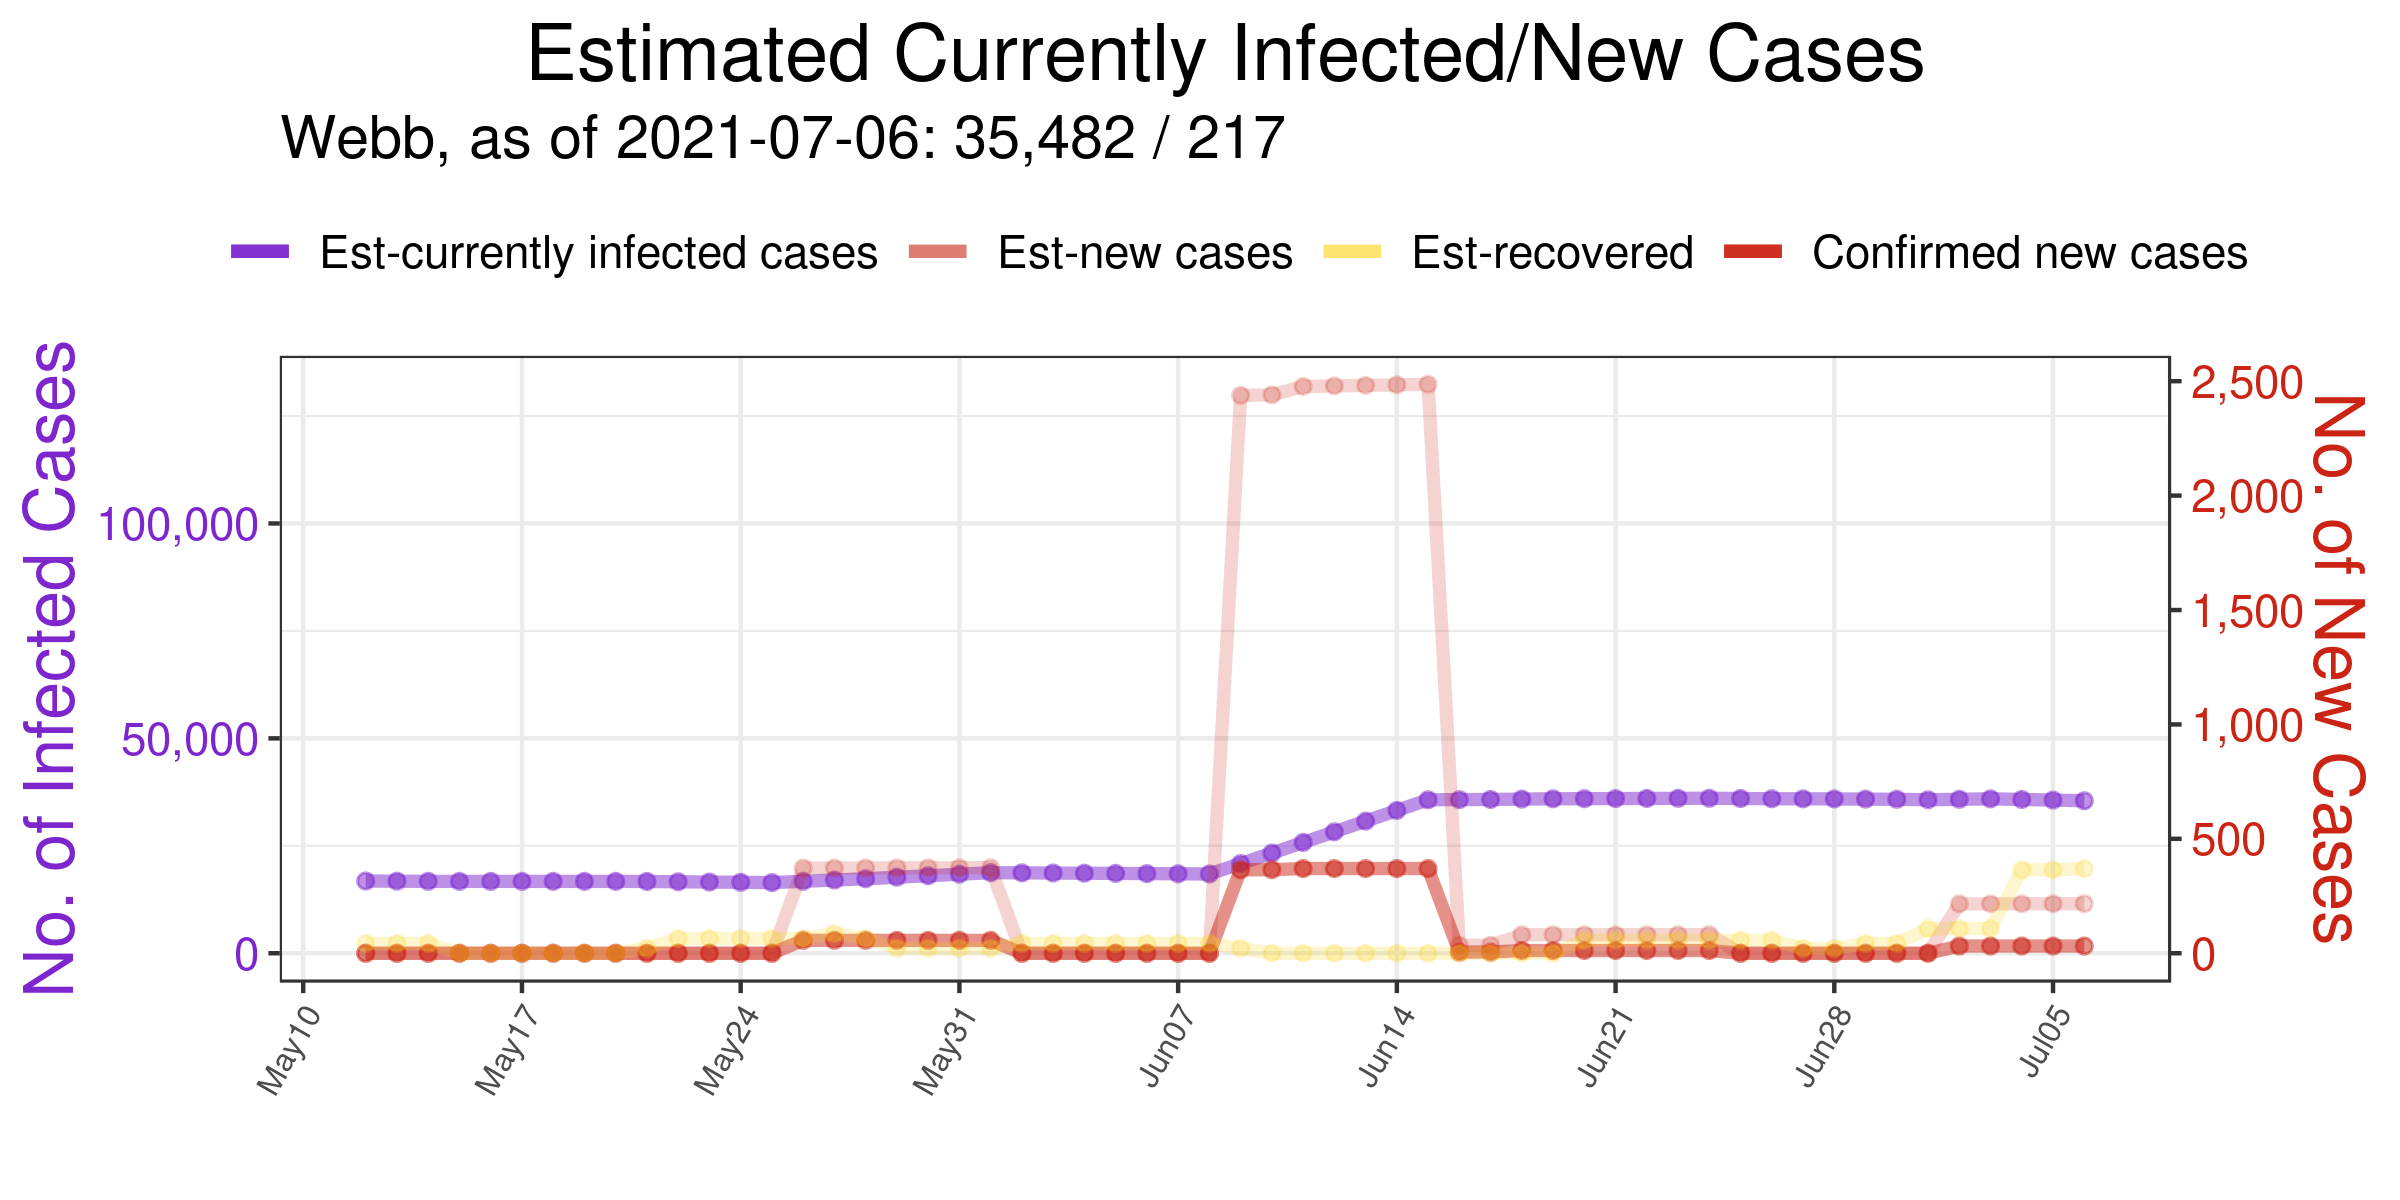 Estimated Currently Infected/New Cases
Webb, as of 2021-07-06: 35,482 / 217
Est-currently infected cases Est-new cases Est-recovered Confirmed new cases
No. of Infected Cases
100,000
50,000
0
2,500
2,000
1,500
1,000
500
0
No. of New Cases
May10 May17 May24 May31 Jun07 Jun14 Jun21 Jun28 Jul05